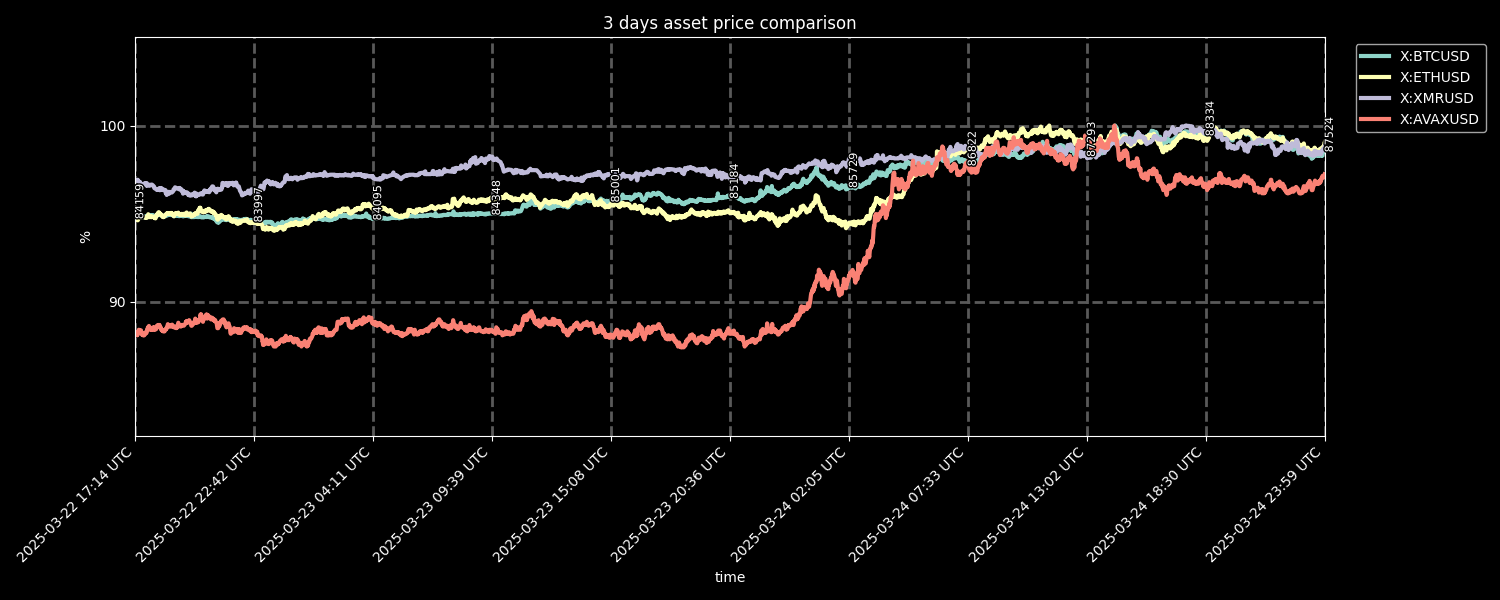 3 days asset price comparison
X:BTCUSD
X:ETHUSD
X:XMRUSD
X:AVAXUSD
100
90
%
84159
83997
84095
84348
85001
85184
85729
86822
87293
88334
87524
2025-03-22 17:14 UTC
2025-03-22 22:42 UTC
2025-03-23 04:11 UTC
2025-03-23 09:39 UTC
2025-03-23 15:08 UTC
2025-03-23 20:36 UTC
2025-03-24 02:05 UTC
2025-03-24 07:33 UTC
2025-03-24 13:02 UTC
2025-03-24 18:30 UTC
2025-03-24 23:59 UTC
time